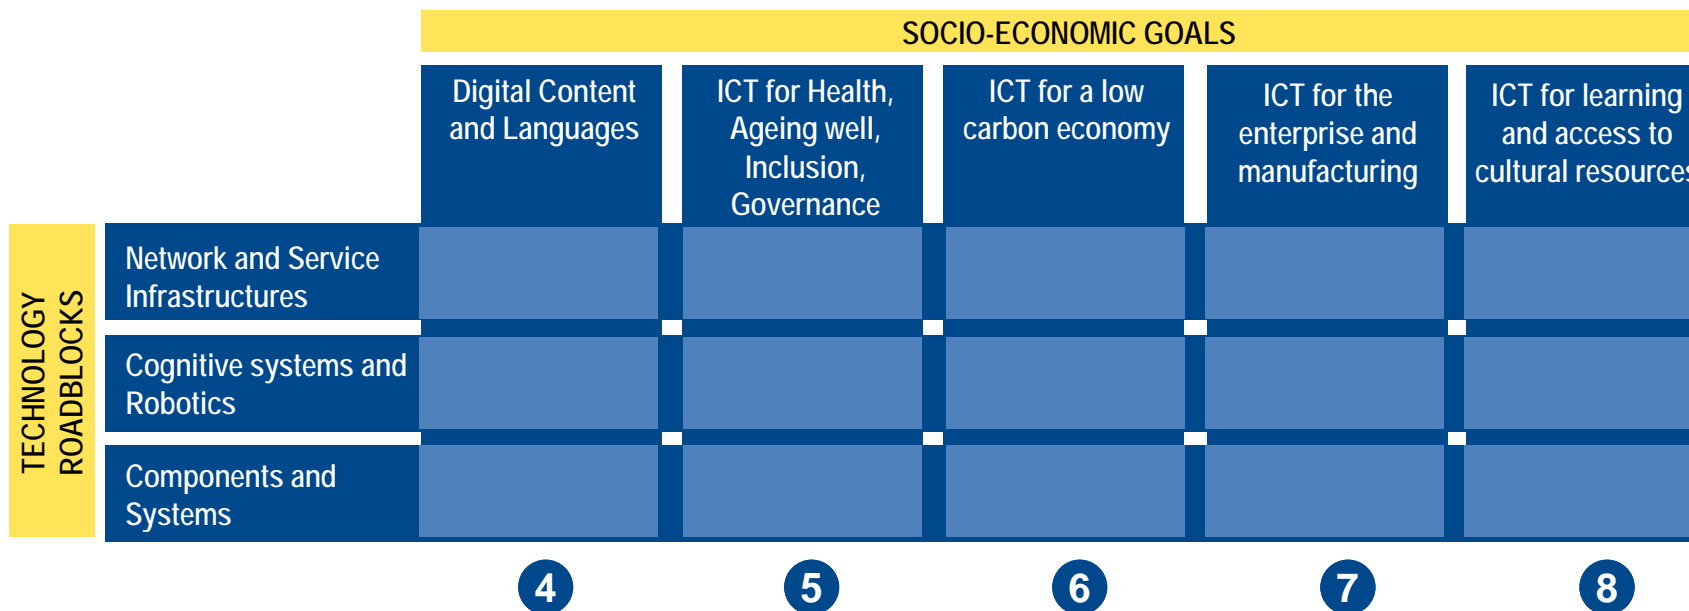 SOCIO-ECONOMIC GOALS
Digital Content
and Languages
ICT for Health,
Ageing well,
Inclusion,
Governance
ICT for a low
carbon economy
ICT for the
enterprise and
manufacturing
ICT for learning
and access to
cultural resources
TECHNOLOGY
ROADBLOCKS
Network and Service
Infrastructures
Cognitive systems and
Robotics
Components and
Systems
4
5
6
7
8